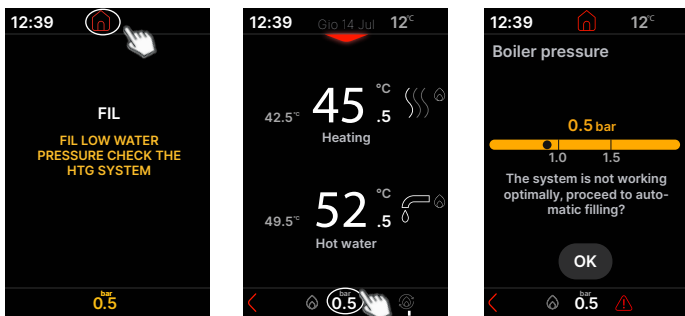 12:39
FIL
FIL LOW WATER
PRESSURE CHECK THE
HTG SYSTEM
bar
0.5
12:39 Gio 14 Jul 12°C
42.5°C 45.5 °C
Heating
49.5°C 52.5 °C
Hot water
bar
0.5
12:39 12°C
Boiler pressure
0.5 bar
1.0 1.5
The system is not working
optimally, proceed to auto-
matic filling?
OK
bar
0.5